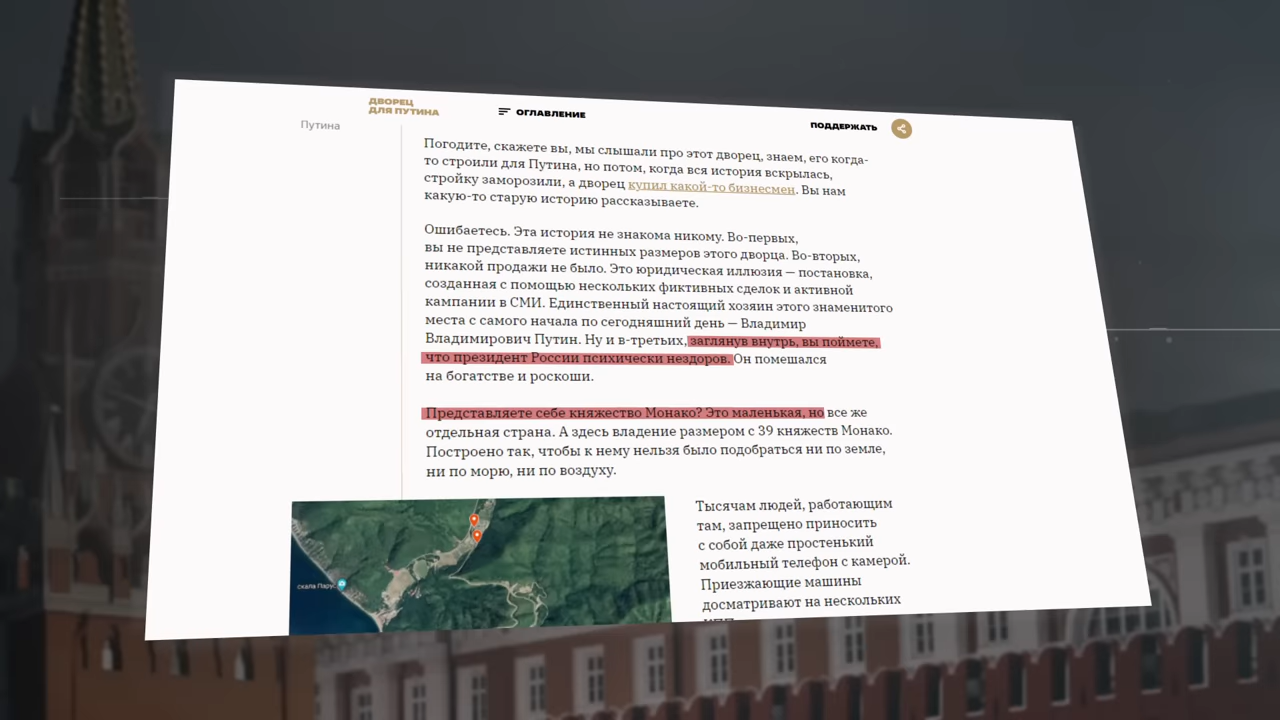 ДВОРЕЦ
ДЛЯ ПУТИНА
ОГЛАВЛЕНИЕ
ПОДДЕРЖАТЬ
Путина
Погодите, скажете вы, мы слышали про этот дворец, знаем, его когда-
то строили для Путина, но потом, когда вся история вскрылась,
стройку заморозили, а дворец купил какой-то бизнесмен. Вы нам
какую-то старую историю рассказываете.
Ошибаетесь. Эта история не знакома никому. Во-первых,
вы не представляете истинных размеров этого дворца. Во-вторых,
никакой продажи не было. Это юридическая иллюзия — постановка,
созданная с помощью нескольких фиктивных сделок и активной
кампании в СМИ. Единственный настоящий хозяин этого знаменитого
места с самого начала по сегодняшний день — Владимир
Владимирович Путин. Ну и в-третьих, заглянув внутрь, вы поймете,
что президент России психически нездоров. Он помешался
на богатстве и роскоши.
Представляете себе княжество Монако? Это маленькая, но все же
отдельная страна. А здесь владение размером с 39 княжеств Монако.
Построено так, чтобы к нему нельзя было подобраться ни по земле,
ни по морю, ни по воздуху.
скала Парус
Тысячам людей, работающим
там, запрещено приносить
с собой даже простенький
мобильный телефон с камерой.
Приезжающие машины
досматривают на нескольких